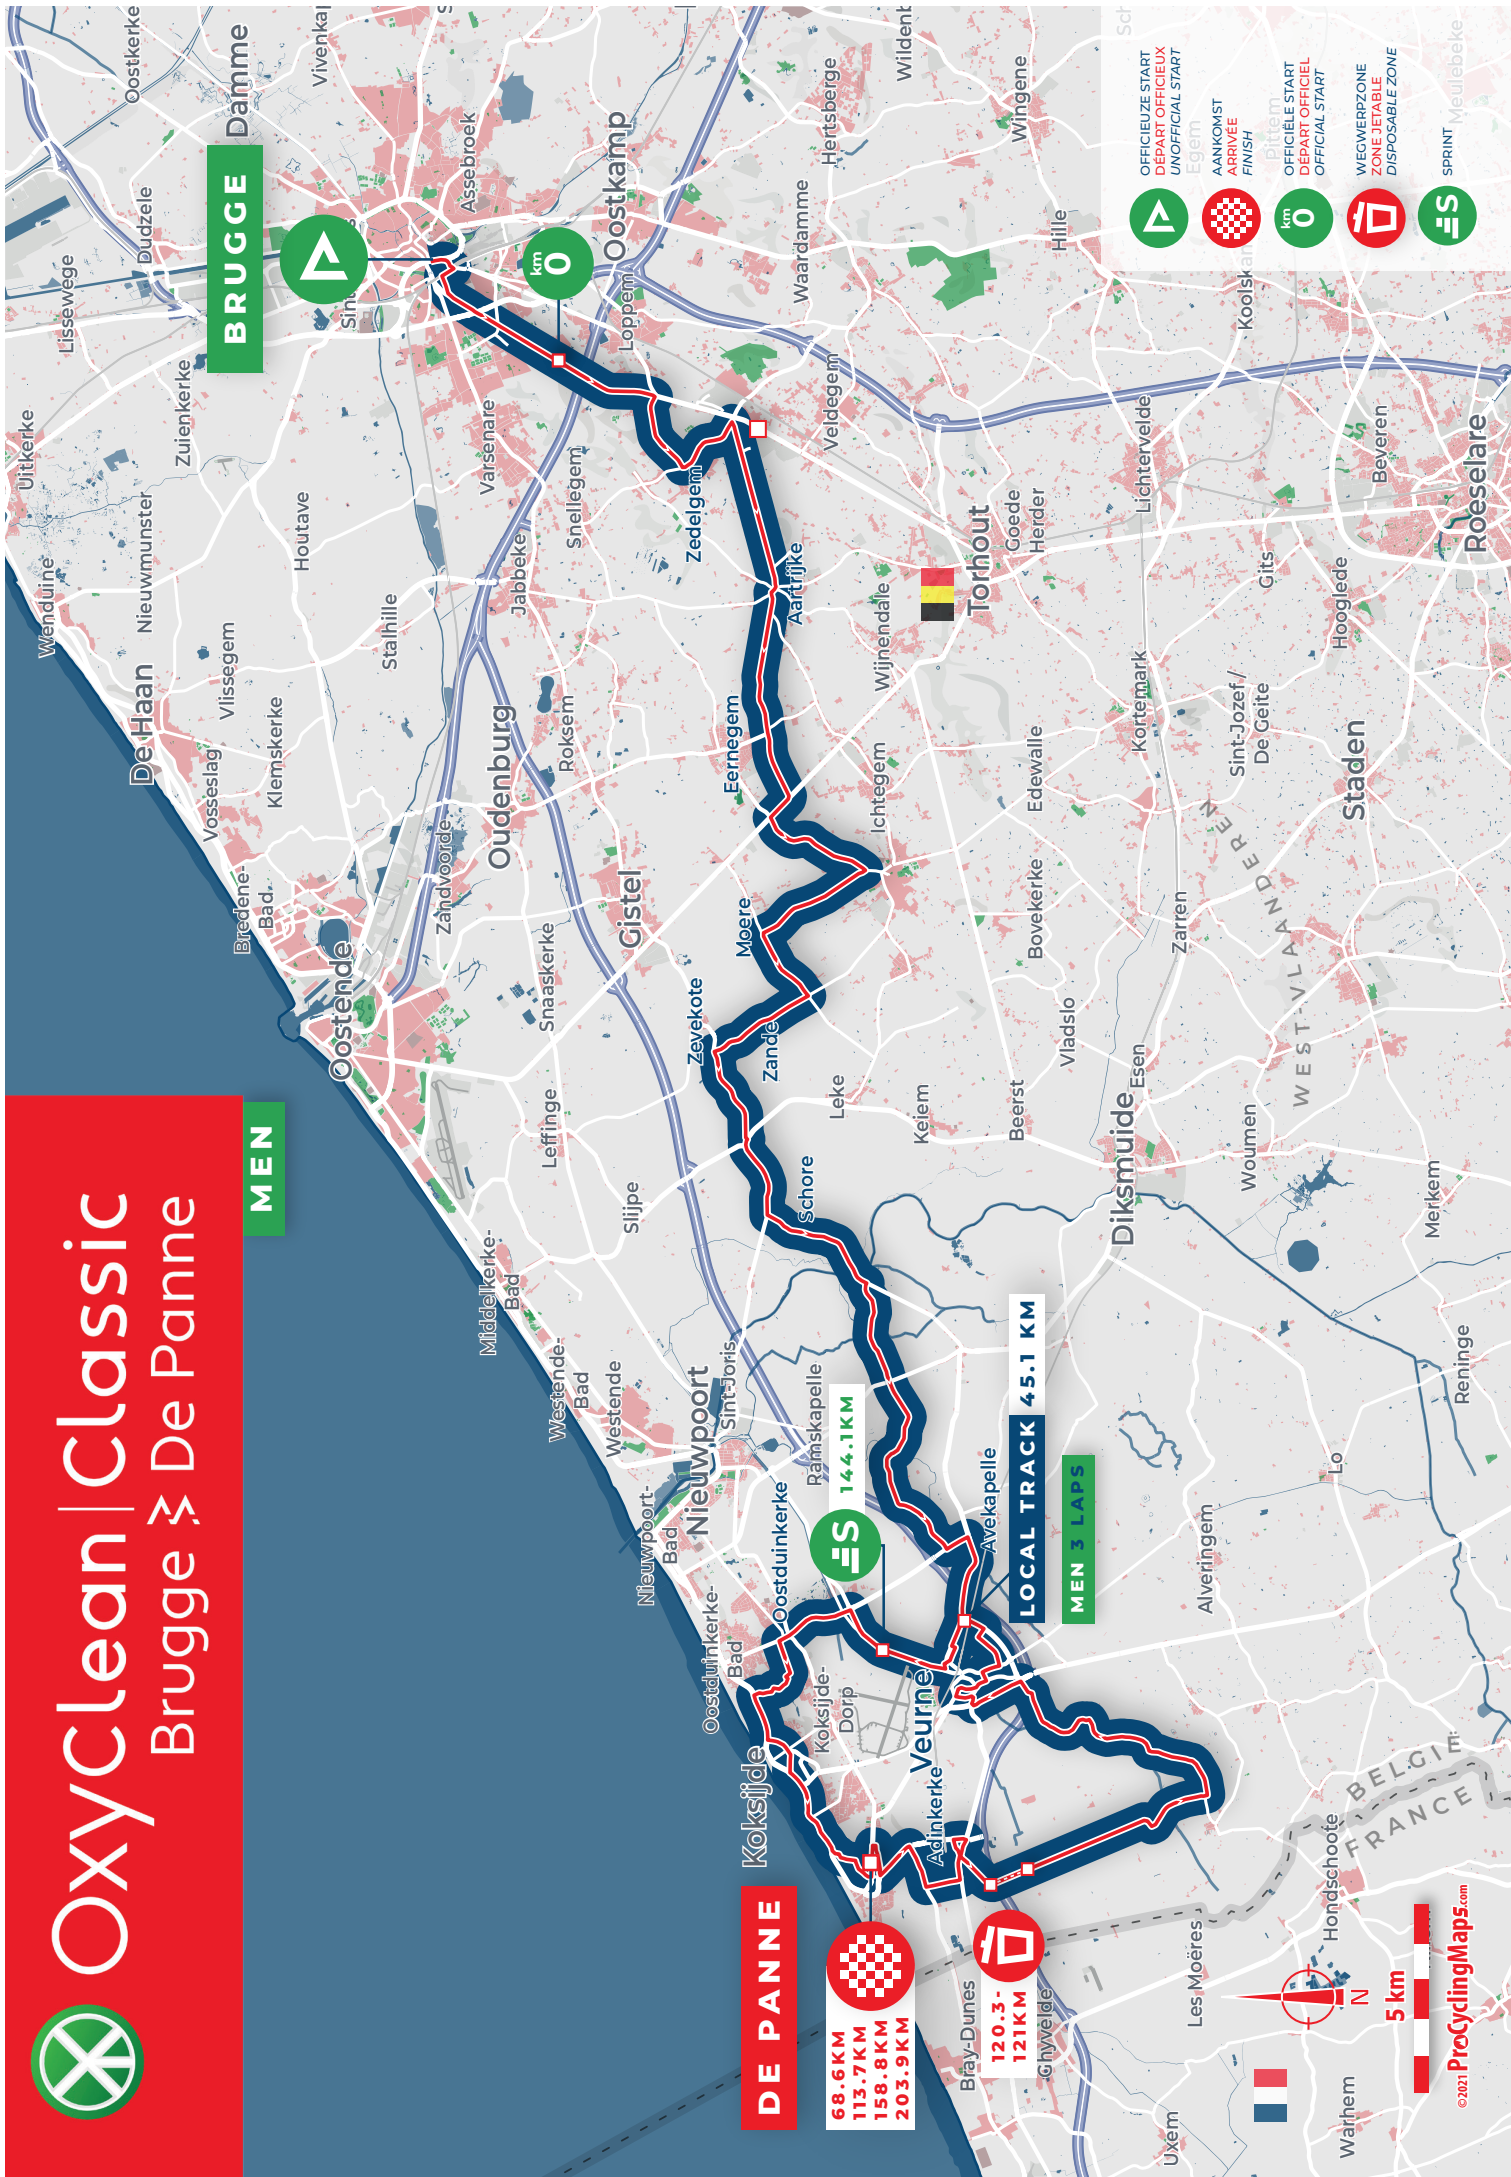 OxyClean | Classic
Brugge De Panne
MEN
BRUGGE
km
0
DE PANNE
68.6KM
113.7KM
158.8KM
203.9KM
120.3-
121KM
S
144.1KM
LOCAL TRACK 45.1 KM
MEN 3 LAPS
OFFICIEUZE START
DÉPART OFFICIEUX
UNOFFICIAL START
AANKOMST
ARRIVÉE
FINISH
km
0
OFFICIËLE START
DÉPART OFFICIEL
OFFICIAL START
WEGWERPZONE
ZONE JETABLE
DISPOSABLE ZONE
S
SPRINT
Oostkerke
Damme
Vivenkap
Dudzele
Lissewege
Assebroek
Oostkamp
Hertsberge
Wingene
Waardamme
Hille
Loppem
Zuienkerke
Uitkerke
Varsenare
Veldegem
Snellegem
Zedelgem
Houtave
Nieuwmunster
Wenduine
Jabbeke
Stalhille
Aartrijke
Wijnendale
Torhout
Goede
Herder
Lichtervelde
Beveren
Roeselare
Gits
Hooglede
Egem
Pittem
Meulebeke
De Haan
Vlissegem
Klemskerke
Vosseslag
Roksem
Oudenburg
Eernegem
Ichtegem
Edewalle
Kortemark
Sint-Jozef /
De Geite
Staden
Bredene-
Bad
Zandvoorde
Gistel
Moere
Bovekerke
Zarren
WEST-VLAANDEREN
Oostende
Snaaskerke
Zevekote
Zande
Vladslo
Esen
Leffinge
Leke
Keiem
Beerst
Diksmuide
Woumen
Merkem
Slijpe
Schore
Middelkerke-
Bad
Westende-
Bad
Westende
Sint-Joris
Nieuwpoort
Ramskapelle
Reninge
Lo
Nieuwpoort-
Bad
Oostduinkerke
Avekapelle
Alveringem
Oostduinkerke-
Bad
Koksijde-
Dorp
Koksijde
Veurne
Adinkerke
BELGIË
FRANCE
Hondschoote
Les Moëres
Bray-Dunes
Ghyvelde
Uxem
Warhem
N
5 km
©2021 ProCyclingMaps.com